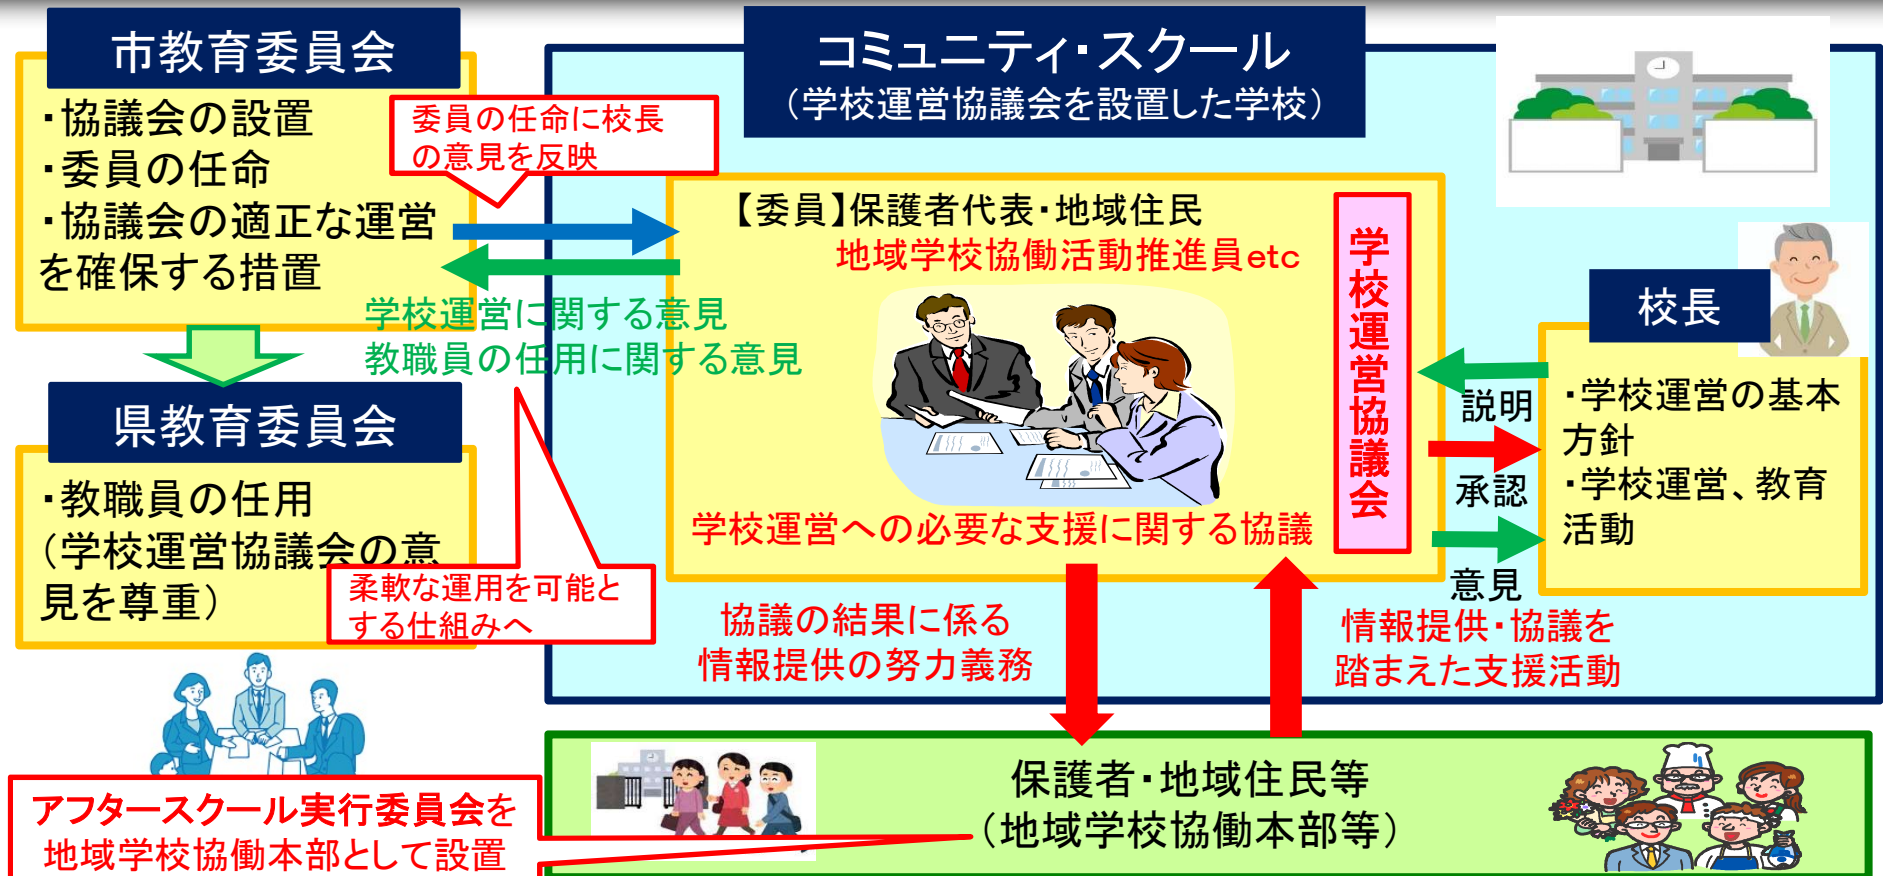 市教育委員会
・協議会の設置
・委員の任命
・協議会の適正な運営
を確保する措置
委員の任命に校長
の意見を反映
学校運営に関する意見
教職員の任用に関する意見
県教育委員会
・教職員の任用
（学校運営協議会の意
見を尊重）
柔軟な運用を可能と
する仕組みへ
コミュニティ・スクール
（学校運営協議会を設置した学校）
【委員】保護者代表・地域住民
地域学校協働活動推進員etc
学校運営への必要な支援に関する協議
学校運営協議会
校長
・学校運営の基本
方針
・学校運営、教育
活動
説明
承認
意見
協議の結果に係る
情報提供の努力義務
情報提供・協議を
踏まえた支援活動
保護者・地域住民等
（地域学校協働本部等）
アフタースクール実行委員会を
地域学校協働本部として設置